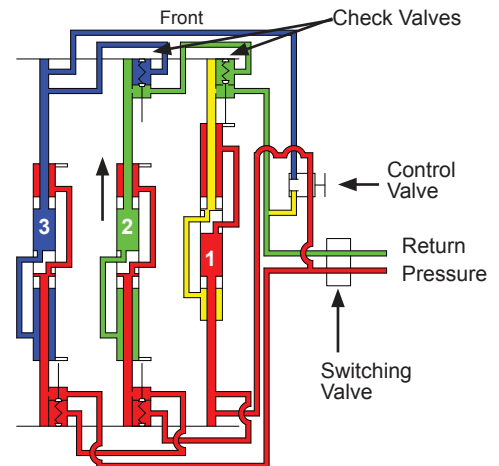 Front
Check Valves
Control
Valve
3
2
1
Return
Pressure
Switching
Valve